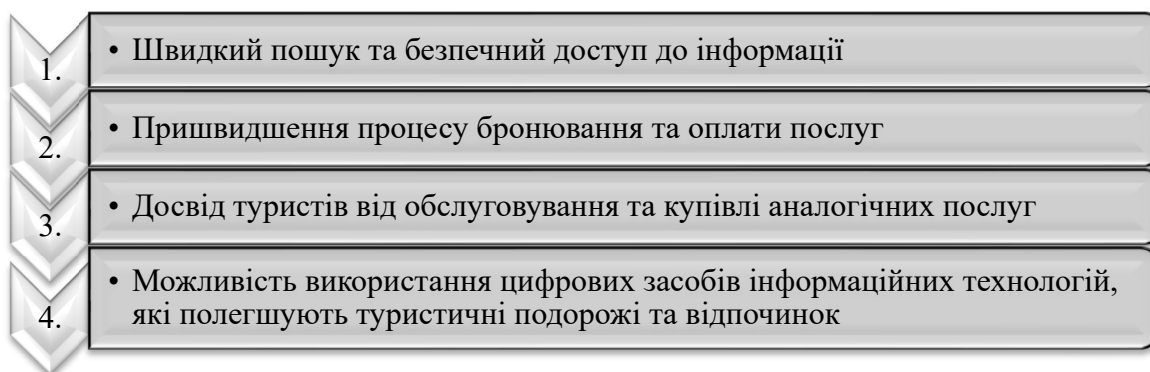 1. • Швидкий пошук та безпечний доступ до інформації
2. • Пришвидшення процесу бронювання та оплати послуг
3. • Досвід туристів від обслуговування та купівлі аналогічних послуг
4. • Можливість використання цифрових засобів інформаційних технологій,
які полегшують туристичні подорожі та відпочинок